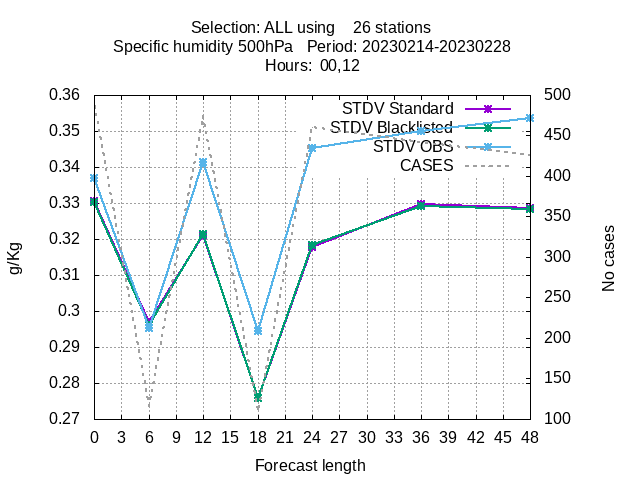 Selection: ALL using    26 stations
Specific humidity 500hPa   Period: 20230214-20230228
Hours:  00,12
0.36
0.35
0.34
0.33
0.32
0.31
0.3
0.29
0.28
0.27
g/Kg
STDV Standard
STDV Blacklisted
STDV OBS
CASES
500
450
400
350
300
250
200
150
100
No cases
0 3 6 9 12 15 18 21 24 27 30 33 36 39 42 45 48
Forecast length